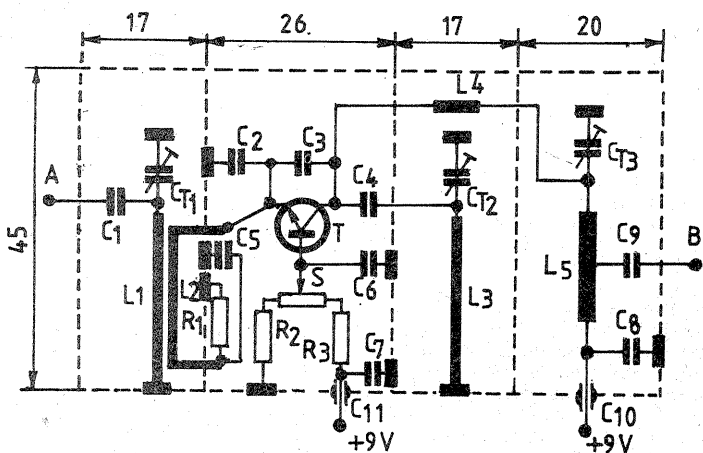 17 26. 17 20
L4
C2 C3
CT3
A CT1 C4 CT2
C1 T
45 C5 C9 B
S C6 L5
L1 L2 L3
R1 R2 R3 C8
C7
C11 C10
+9V +9V